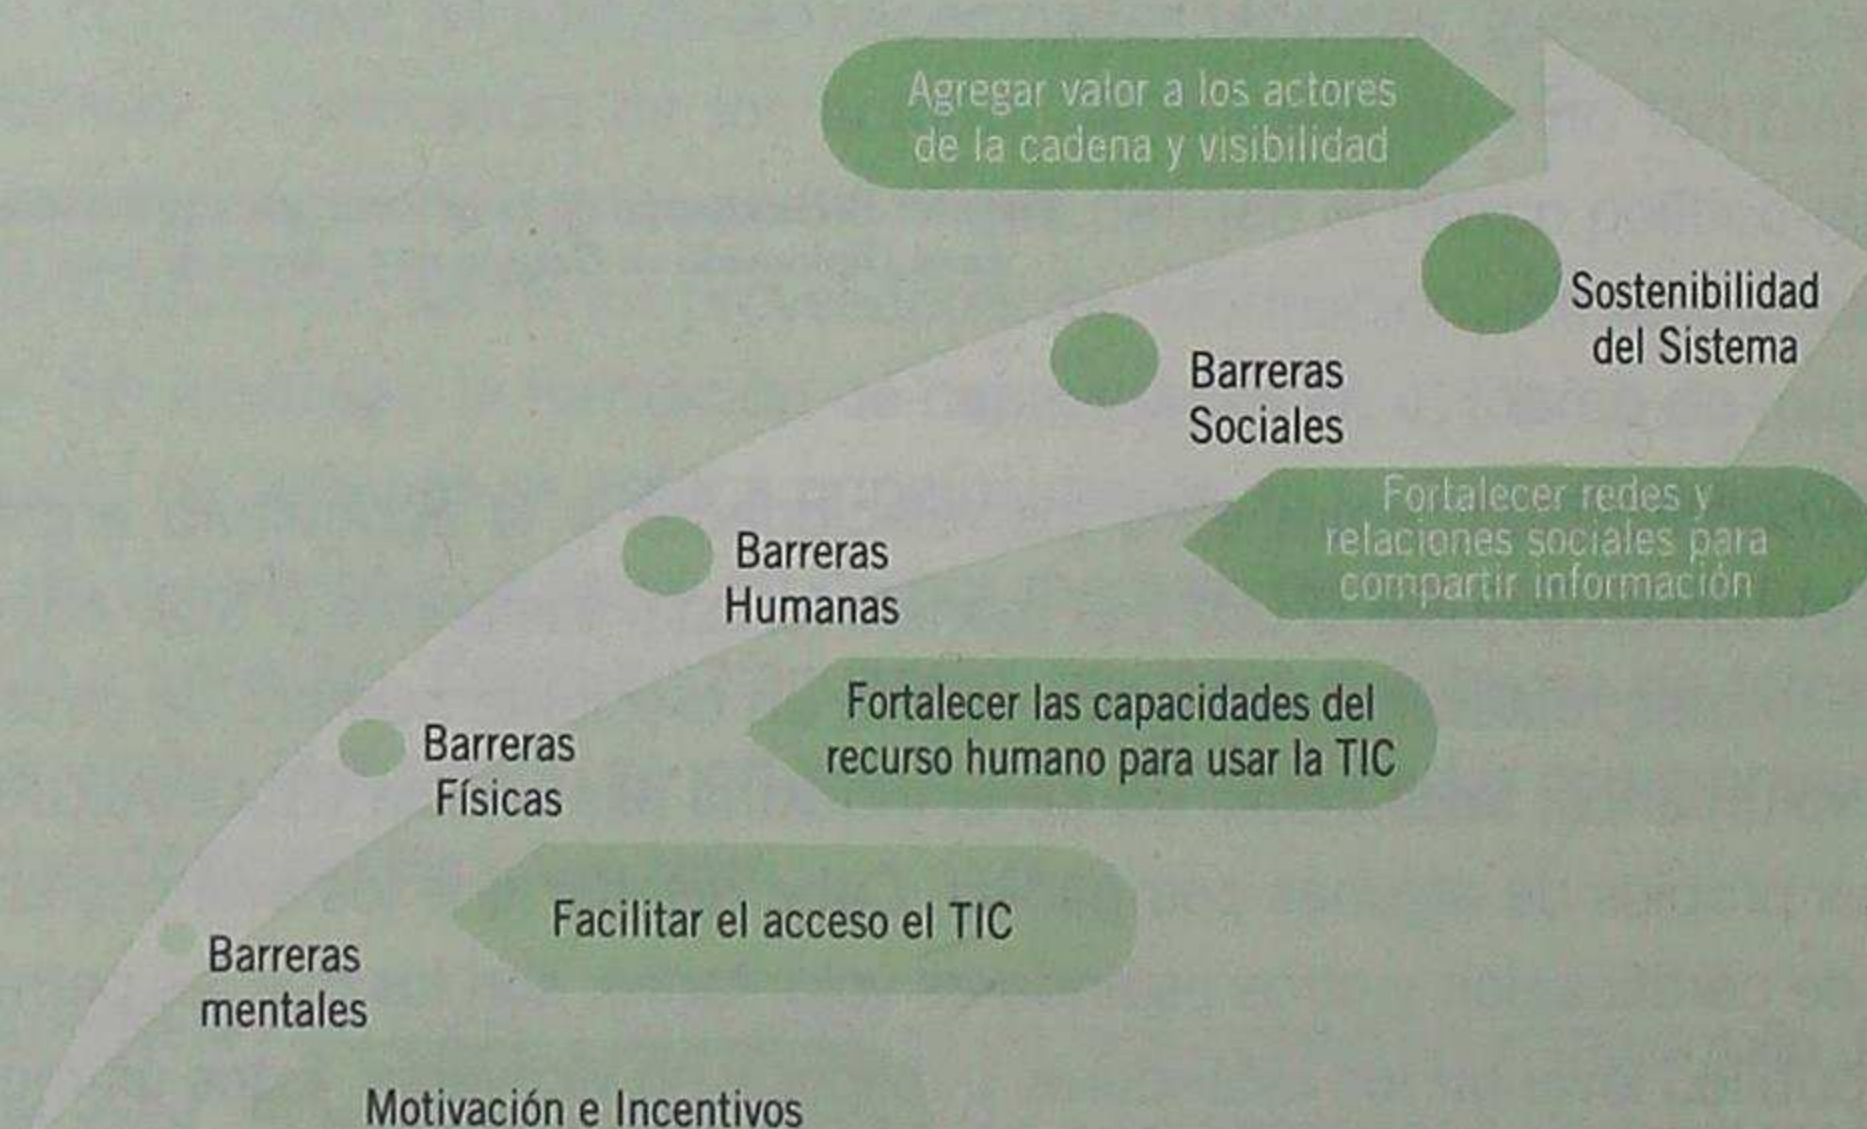 Agregar valor a los actores
de la cadena y visibilidad
Sostenibilidad
del Sistema
Barreras
Sociales
Fortalecer redes y
relaciones sociales para
compartir información
Barreras
Humanas
Fortalecer las capacidades del
recurso humano para usar la TIC
Barreras
Físicas
Facilitar el acceso el TIC
Barreras
mentales
Motivación e Incentivos